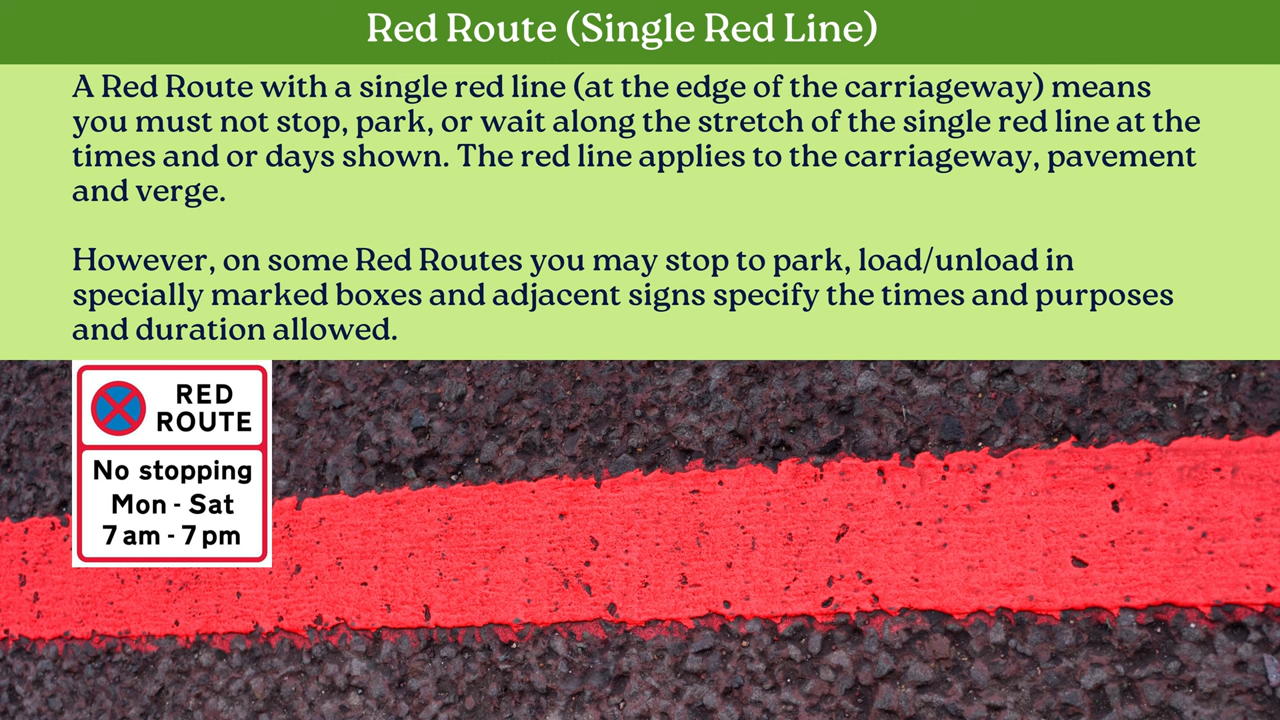 Red Route (Single Red Line)
A Red Route with a single red line (at the edge of the carriageway) means
you must not stop, park, or wait along the stretch of the single red line at the
times and or days shown. The red line applies to the carriageway, pavement
and verge.
However, on some Red Routes you may stop to park, load/unload in
specially marked boxes and adjacent signs specify the times and purposes
and duration allowed.
RED
ROUTE
No stopping
Mon - Sat
7 am - 7 pm